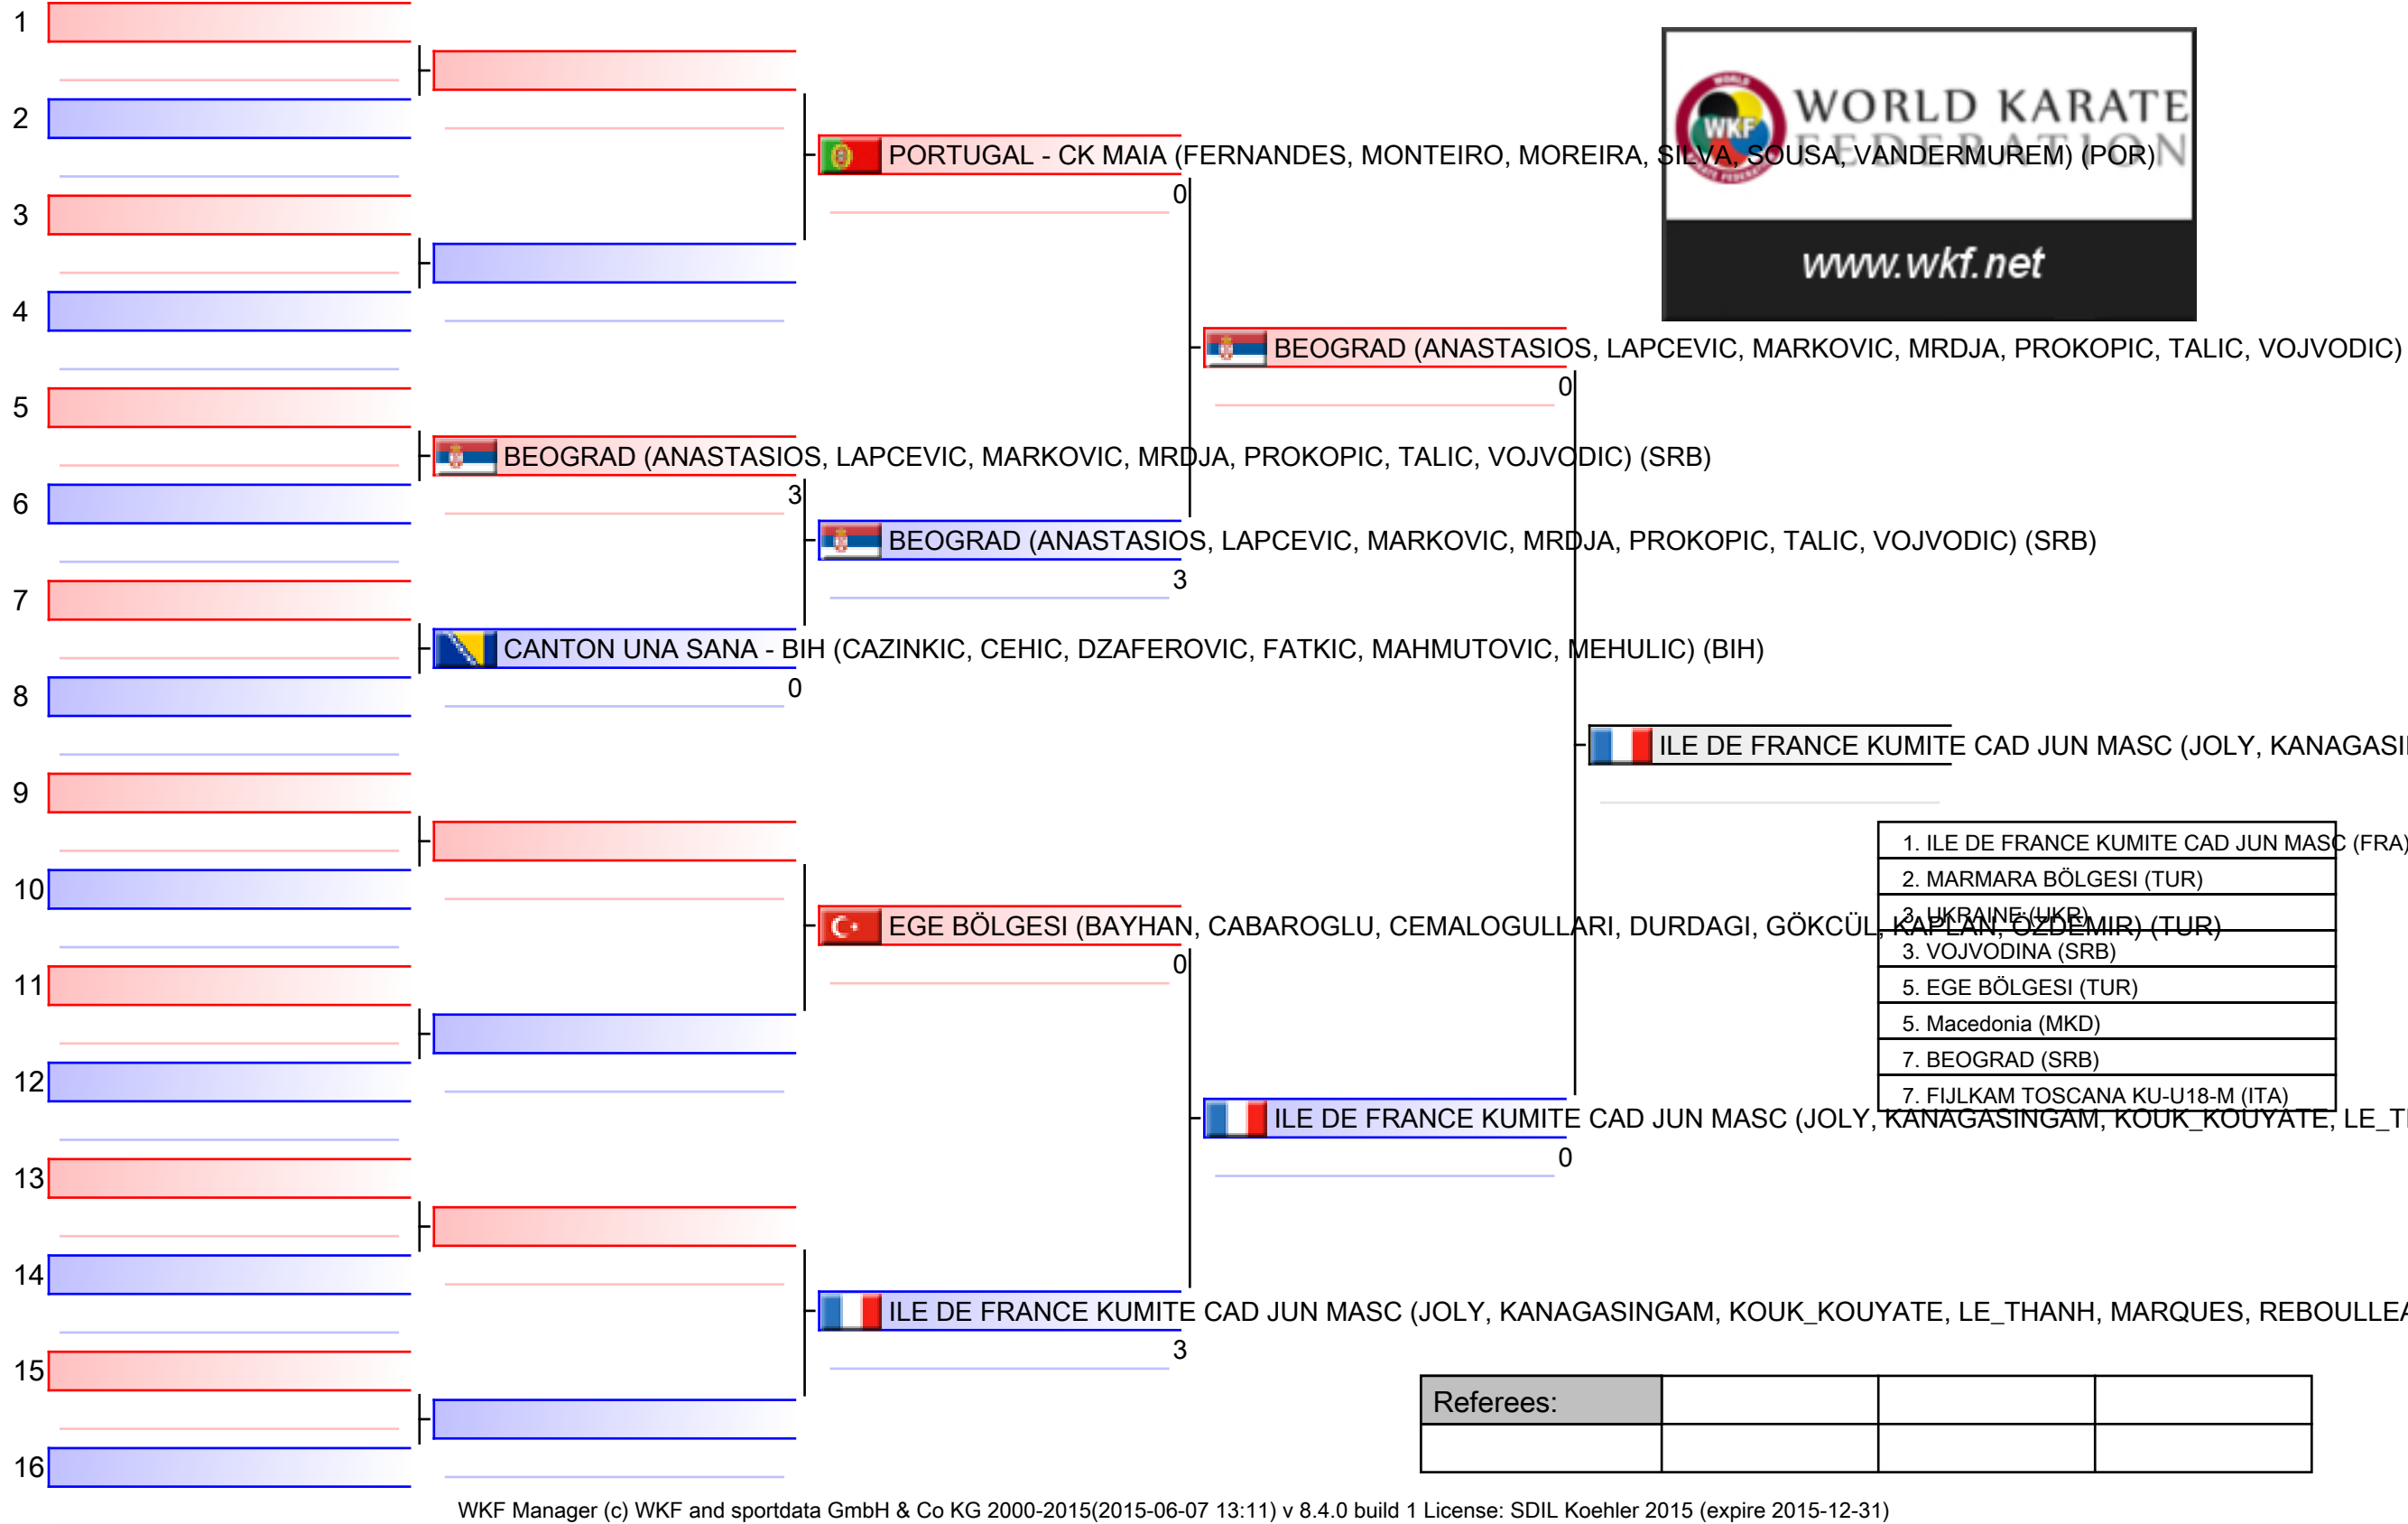 1
2
3
4
5
6
7
8
9
10
11
12
13
14
15
16
BEOGRAD (ANASTASIOS, LAPCEVIC, MARKOVIC, MRDJA, PROKOPIC, TALIC, VOJVODIC) (SRB)
3
CANTON UNA SANA - BIH (CAZINKIC, CEHIC, DZAFEROVIC, FATKIC, MAHMUTOVIC, MEHULIC) (BIH)
0
PORTUGAL - CK MAIA (FERNANDES, MONTEIRO, MOREIRA, SILVA, SOUSA, VANDERMUREM) (POR)
0
BEOGRAD (ANASTASIOS, LAPCEVIC, MARKOVIC, MRDJA, PROKOPIC, TALIC, VOJVODIC) (SRB)
3
EGE BÖLGESI (BAYHAN, CABAROGLU, CEMALOGULLARI, DURDAGI, GÖKCÜL, KAPLAN, ÖZDEMIR) (TUR)
0
ILE DE FRANCE KUMITE CAD JUN MASC (JOLY, KANAGASINGAM, KOUK_KOUYATE, LE_THANH, MARQUES, REBOULLEA
3
BEOGRAD (ANASTASIOS, LAPCEVIC, MARKOVIC, MRDJA, PROKOPIC, TALIC, VOJVODIC)
0
ILE DE FRANCE KUMITE CAD JUN MASC (JOLY, KANAGASINGAM, KOUK_KOUYATE, LE_T
0
ILE DE FRANCE KUMITE CAD JUN MASC (JOLY, KANAGASI
WKF
WORLD KARATE
FEDERATION
www.wkf.net
1. ILE DE FRANCE KUMITE CAD JUN MASC (FRA)
2. MARMARA BÖLGESI (TUR)
3. UKRAINE (UKR)
3. VOJVODINA (SRB)
5. EGE BÖLGESI (TUR)
5. Macedonia (MKD)
7. BEOGRAD (SRB)
7. FIJLKAM TOSCANA KU-U18-M (ITA)
Referees:
WKF Manager (c) WKF and sportdata GmbH & Co KG 2000-2015(2015-06-07 13:11) v 8.4.0 build 1 License: SDIL Koehler 2015 (expire 2015-12-31)